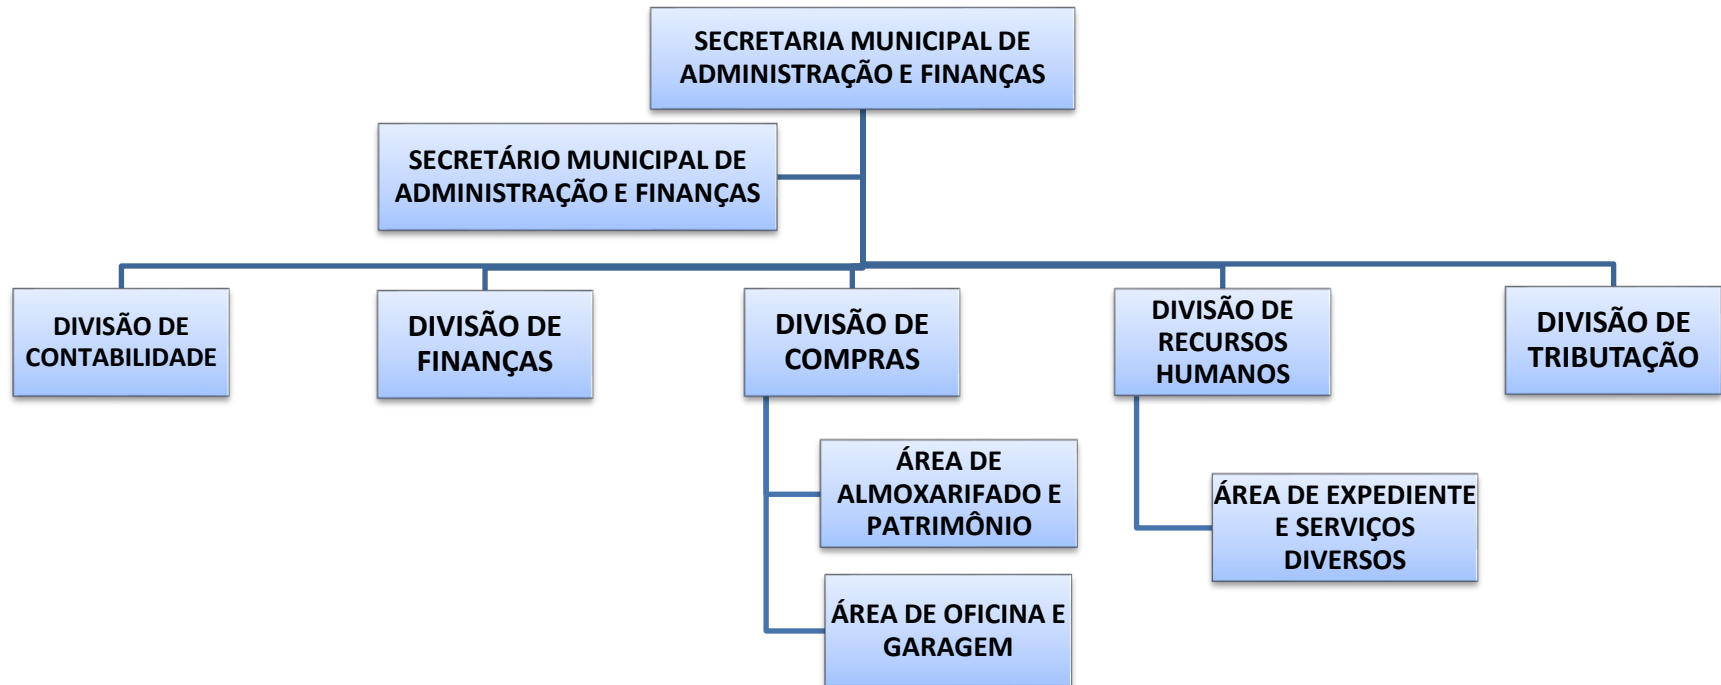 SECRETARIA MUNICIPAL DE
ADMINISTRAÇÃO E FINANÇAS
SECRETÁRIO MUNICIPAL DE
ADMINISTRAÇÃO E FINANÇAS
DIVISÃO DE
CONTABILIDADE
DIVISÃO DE
FINANÇAS
DIVISÃO DE
COMPRAS
DIVISÃO DE
RECURSOS
HUMANOS
DIVISÃO DE
TRIBUTAÇÃO
ÁREA DE
ALMOXARIFADO E
PATRIMÔNIO
ÁREA DE EXPEDIENTE
E SERVIÇOS
DIVERSOS
ÁREA DE OFICINA E
GARAGEM